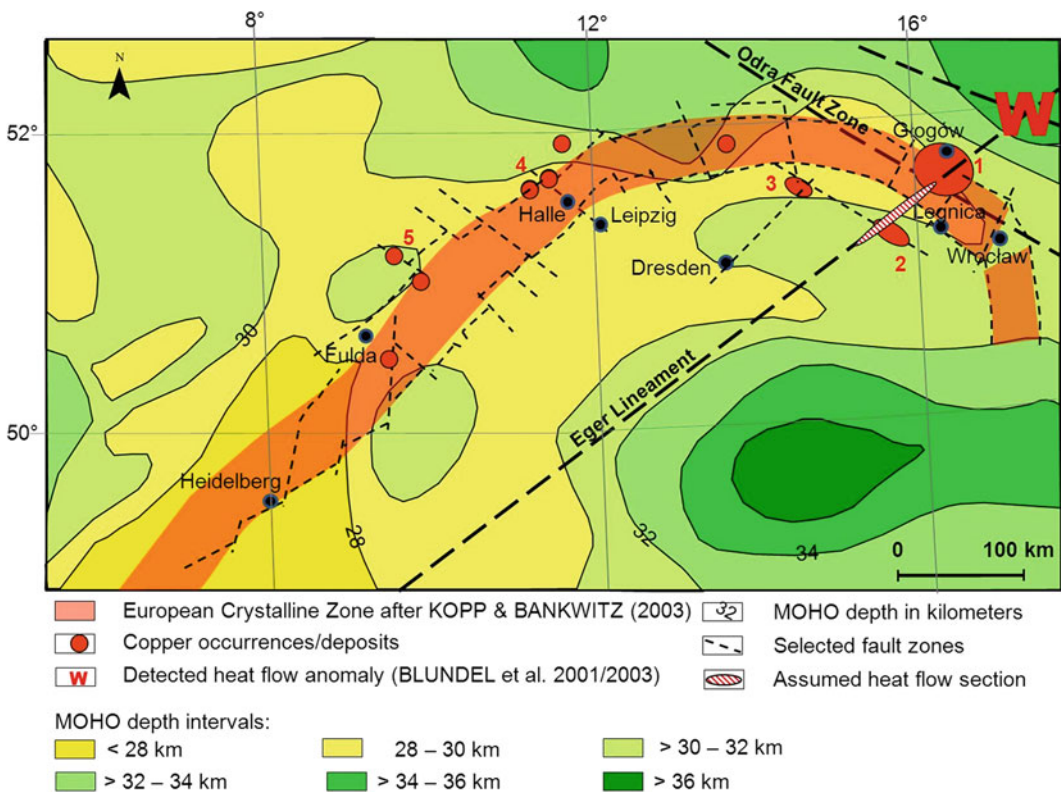 8° 12° 16°
N
Odra Fault Zone
W
52°
Głogów
4
1
3
Halle
Leipzig
Legnica
5
Dresden
2
Wrocław
30
Fulda
Eger Lineament
50°
Heidelberg
28
32
34
0 100 km
European Crystalline Zone after KOPP & BANKWITZ (2003)
32
MOHO depth in kilometers
Copper occurrences/deposits
Selected fault zones
W
Detected heat flow anomaly (BLUNDEL et al. 2001/2003)
Assumed heat flow section
MOHO depth intervals:
< 28 km 28 – 30 km > 30 – 32 km
> 32 – 34 km > 34 – 36 km > 36 km